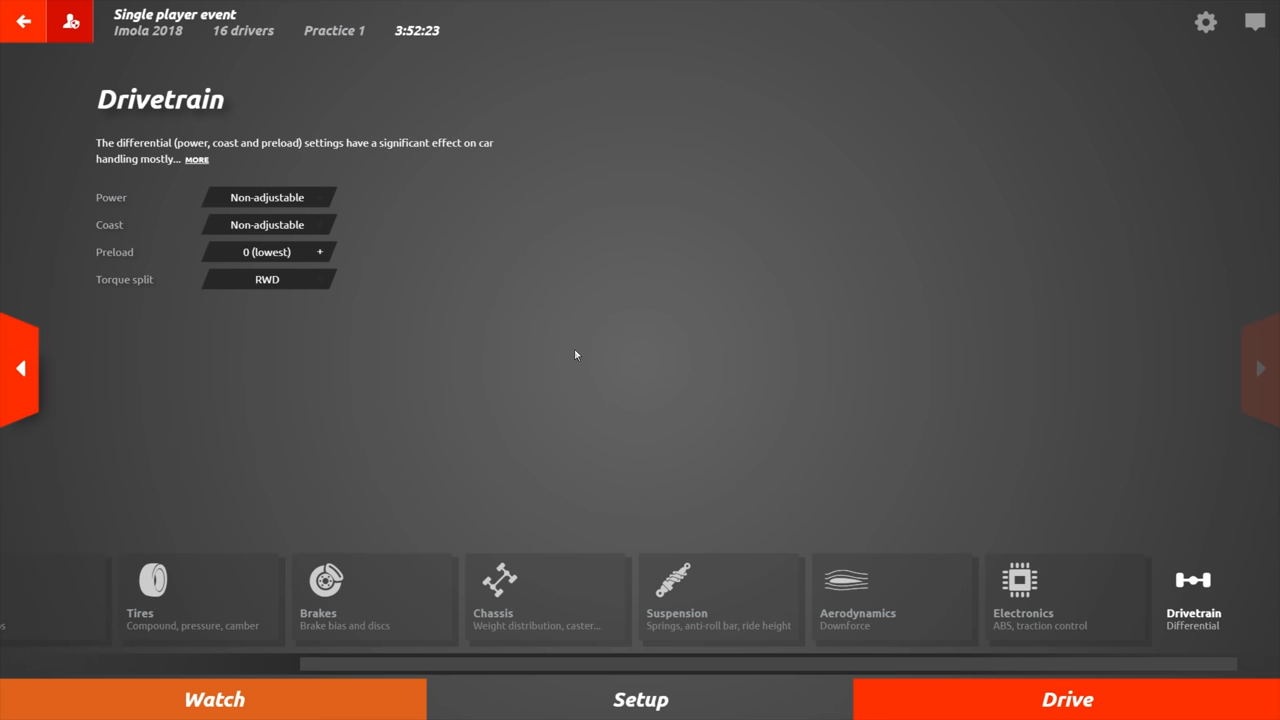 Single player event
Imola 2018 16 drivers Practice 1 3:52:23
Drivetrain
The differential (power, coast and preload) settings have a significant effect on car
handling mostly... MORE
Power Non-adjustable
Coast Non-adjustable
Preload 0 (lowest) +
Torque split RWD
Tires
Compound, pressure, camber
Brakes
Brake bias and discs
Chassis
Weight distribution, caster...
Suspension
Springs, anti-roll bar, ride height
Aerodynamics
Downforce
Electronics
ABS, traction control
Drivetrain
Differential
Watch
Setup
Drive